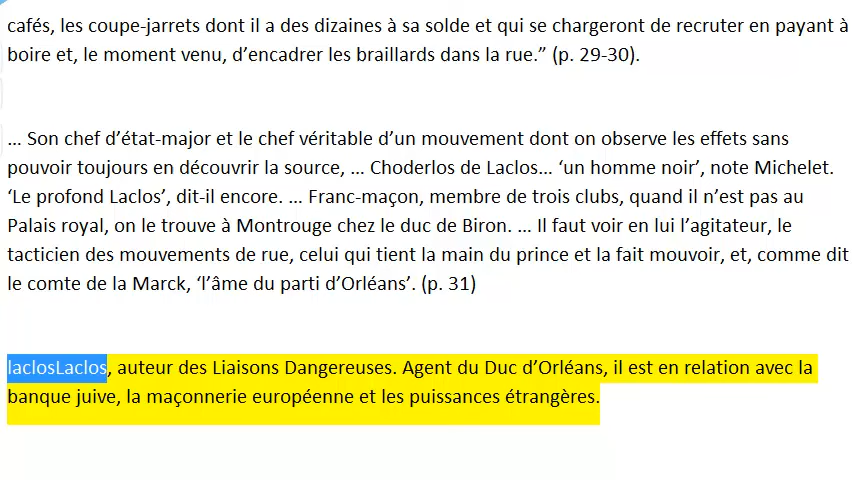 cafés, les coupe-jarrets dont il a des dizaines à sa solde et qui se chargeront de recruter en payant à
boire et, le moment venu, d’encadrer les braillards dans la rue.” (p. 29-30).
... Son chef d’état-major et le chef véritable d’un mouvement dont on observe les effets sans
pouvoir toujours en découvrir la source, ... Choderlos de Laclos... ‘un homme noir’, note Michelet.
‘Le profond Laclos’, dit-il encore. ... Franc-maçon, membre de trois clubs, quand il n’est pas au
Palais royal, on le trouve à Montrouge chez le duc de Biron. ... Il faut voir en lui l’agitateur, le
tacticien des mouvements de rue, celui qui tient la main du prince et la fait mouvoir, et, comme dit
le comte de la Marck, ‘l’âme du parti d’Orléans’. (p. 31)
laclosLaclos, auteur des Liaisons Dangereuses. Agent du Duc d’Orléans, il est en relation avec la
banque juive, la maçonnerie européenne et les puissances étrangères.